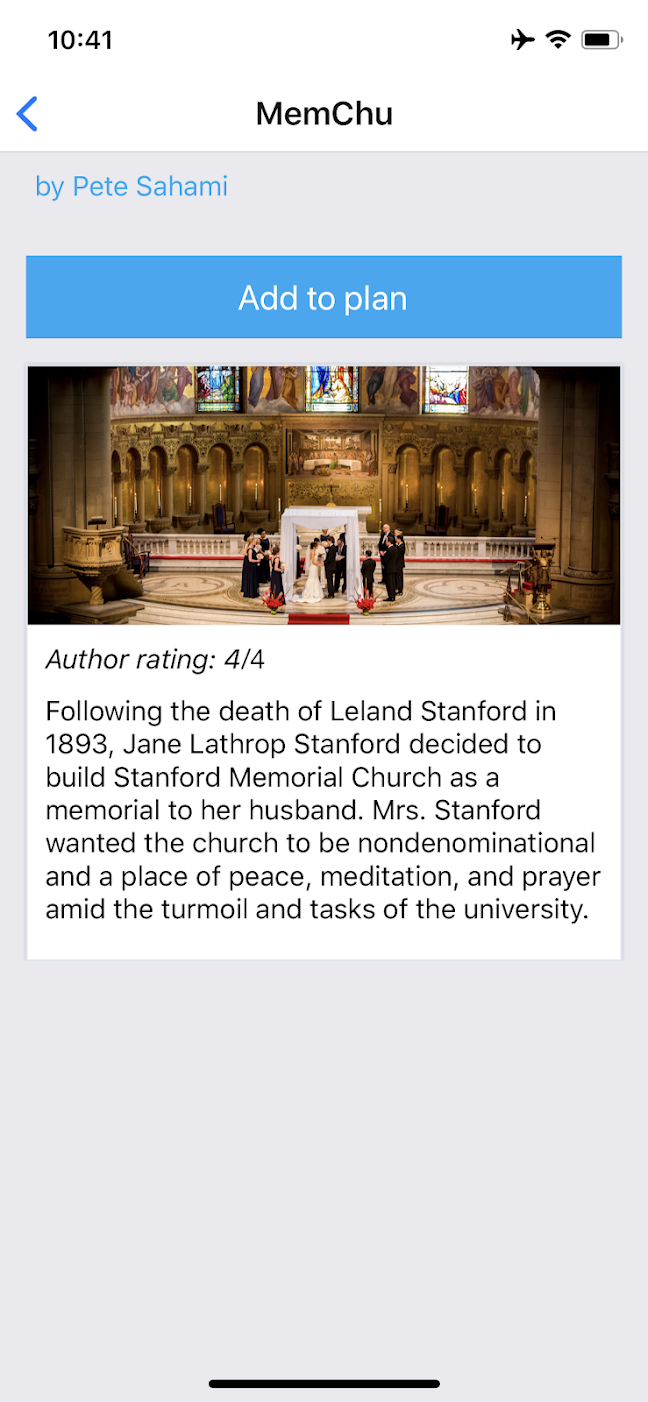 10:41
MemChu
by Pete Sahami
Add to plan
Author rating: 4/4
Following the death of Leland Stanford in
1893, Jane Lathrop Stanford decided to
build Stanford Memorial Church as a
memorial to her husband. Mrs. Stanford
wanted the church to be nondenominational
and a place of peace, meditation, and prayer
amid the turmoil and tasks of the university.